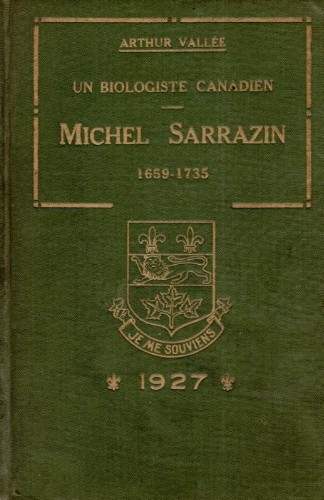 ARTHUR VALLÉE
UN BIOLOGISTE CANADIEN
MICHEL SARRAZIN
1659-1735
JE ME SOUVIENS
1927